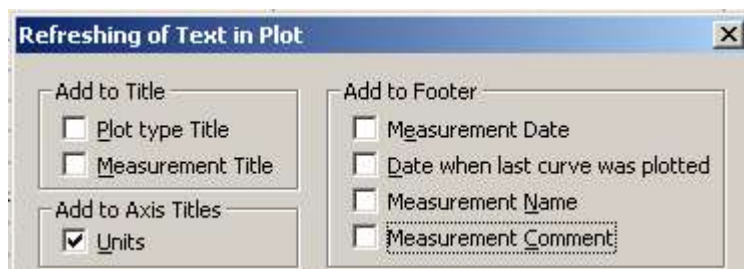 Refreshing of Text in Plot
Add to Title
Plot type Title
Measurement Title
Add to Axis Titles
Units
Add to Footer
Measurement Date
Date when last curve was plotted
Measurement Name
Measurement Comment